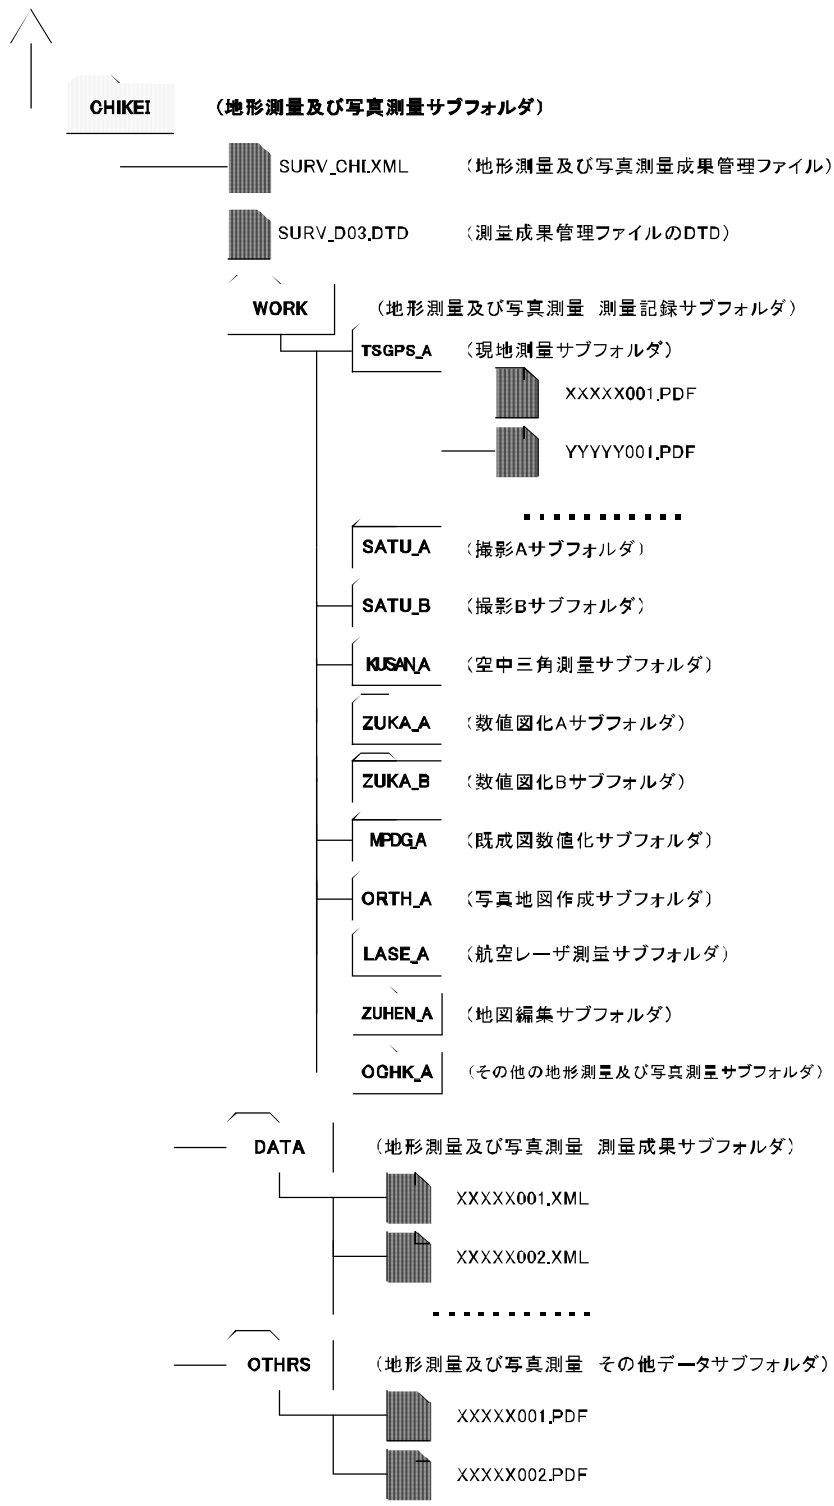 CHIKEI (地形測量及び写真測量サブフォルダ)
SURV_CHI.XML (地形測量及び写真測量成果管理ファイル)
SURV_D03.DTD (測量成果管理ファイルのDTD)
WORK (地形測量及び写真測量 測量記録サブフォルダ)
TSGPS_A (現地測量サブフォルダ)
XXXXX001.PDF
YYYYY001.PDF
SATU_A (撮影Aサブフォルダ)
SATU_B (撮影Bサブフォルダ)
KUSAN_A (空中三角測量サブフォルダ)
ZUKA_A (数値図化Aサブフォルダ)
ZUKA_B (数値図化Bサブフォルダ)
MPDG_A (既成図数値化サブフォルダ)
ORTH_A (写真地図作成サブフォルダ)
LASE_A (航空レーザ測量サブフォルダ)
ZUHEN_A (地図編集サブフォルダ)
OCHK_A (その他の地形測量及び写真測量サブフォルダ)
DATA (地形測量及び写真測量 測量成果サブフォルダ)
XXXXX001.XML
XXXXX002.XML
OTHRS (地形測量及び写真測量 その他データサブフォルダ)
XXXXX001.PDF
XXXXX002.PDF